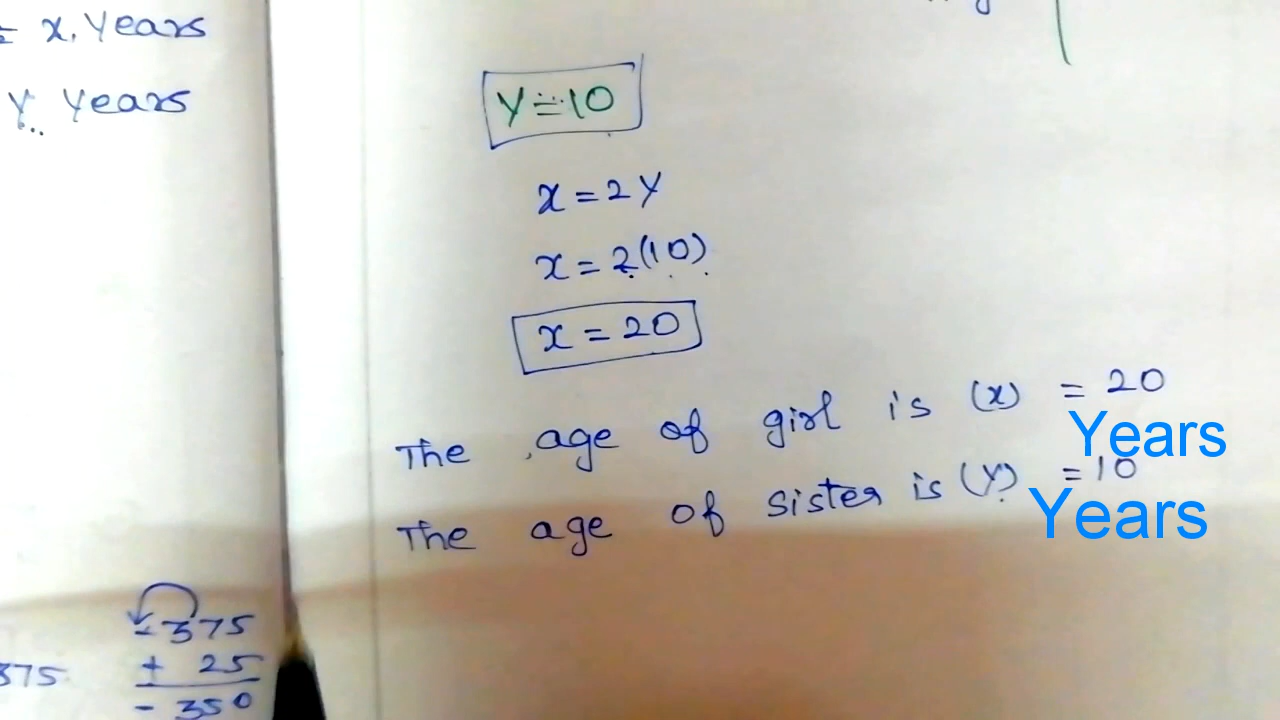 = x. Years
Y Years
Y = 10
x = 2Y
x = 2(10)
x = 20
The age of girl is (x) = 20
Years
The age of sister is (Y) = 10
Years
- 375
375 + 25
- 350